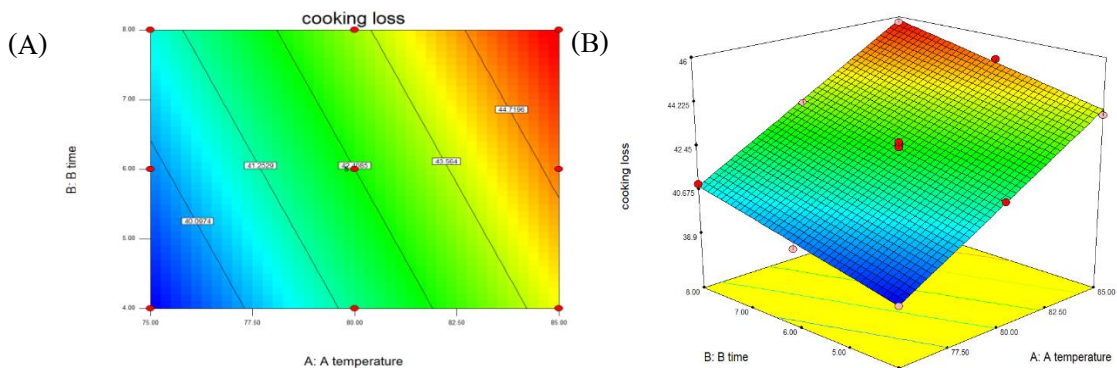 (A)
cooking loss
8.00
7.00
6.00
5.00
4.00
B: B time
40.0974
41.2529
43.564
44.7196
75.00 77.50 80.00 82.50 85.00
A: A temperature
(B)
46
44.225
42.45
40.675
38.9
cooking loss
8.00
7.00
6.00
5.00
B: B time
85.00
82.50
80.00
77.50
A: A temperature